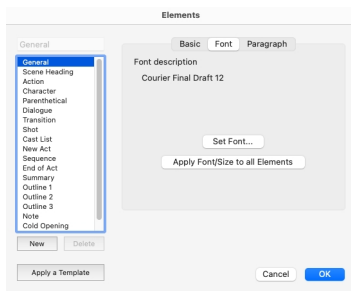 Elements
General
General
Scene Heading
Action
Character
Parenthetical
Dialogue
Transition
Shot
Cast List
New Act
Sequence
End of Act
Summary
Outline 1
Outline 2
Outline 3
Note
Cold Opening
New Delete
Apply a Template
Basic Font Paragraph
Font description
Courier Final Draft 12
Set Font...
Apply Font/Size to all Elements
Cancel OK